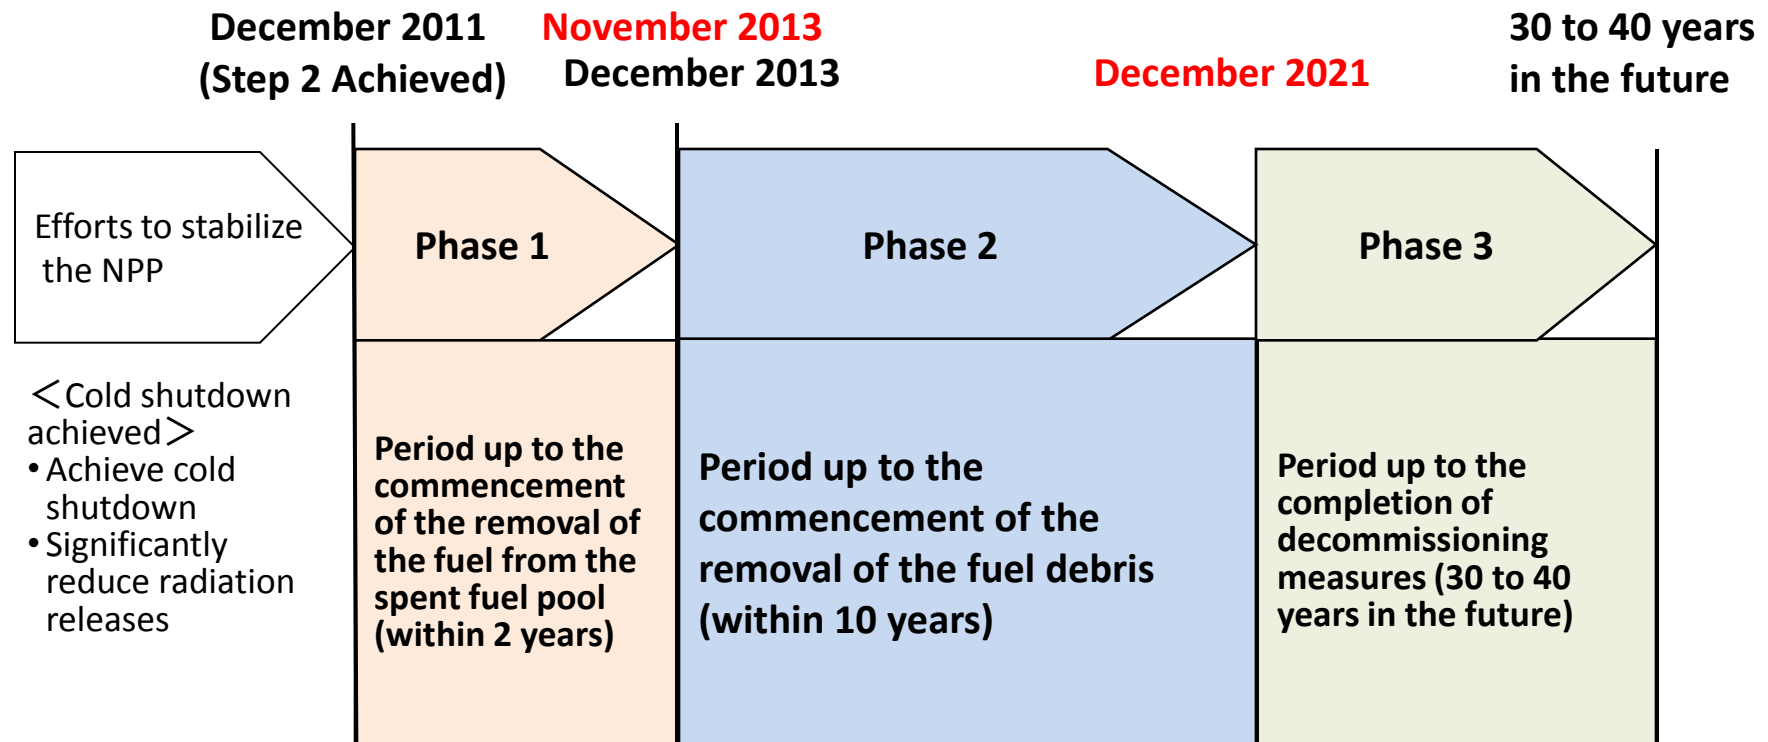 December 2011
(Step 2 Achieved)
November 2013
December 2013
December 2021
30 to 40 years
in the future
Efforts to stabilize
the NPP
Phase 1
Phase 2
Phase 3
＜Cold shutdown
achieved＞
•Achieve cold
shutdown
•Significantly
reduce radiation
releases
Period up to the
commencement
of the removal of
the fuel from the
spent fuel pool
(within 2 years)
Period up to the
commencement of the
removal of the fuel debris
(within 10 years)
Period up to the
completion of
decommissioning
measures (30 to 40
years in the future)